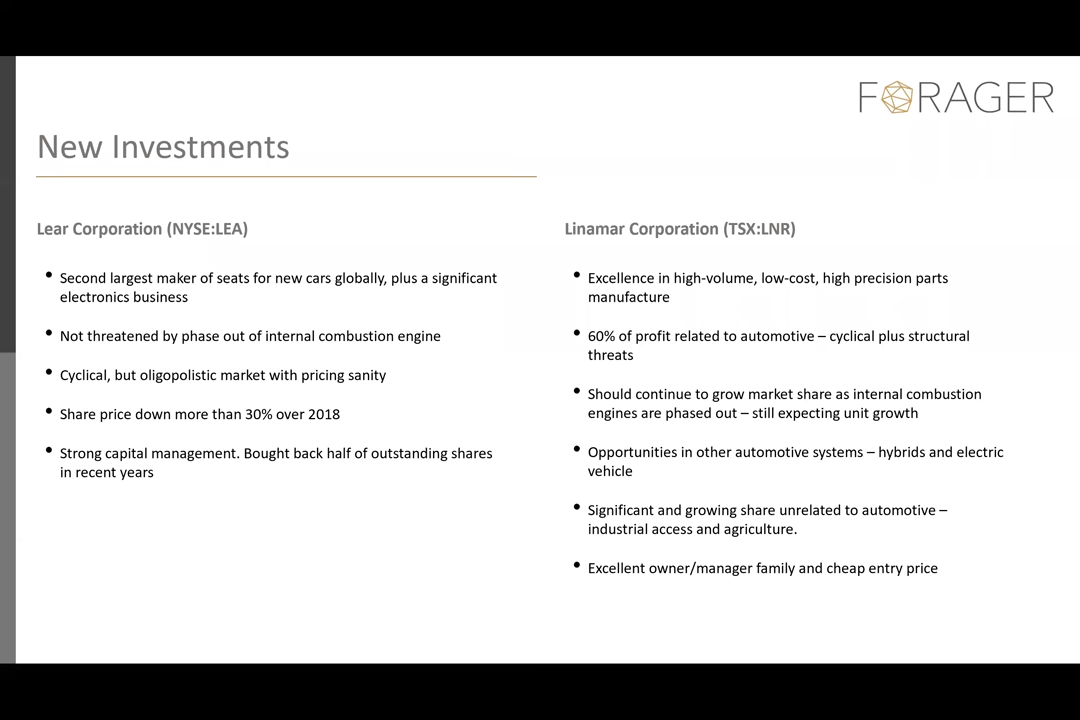 FORAGER
New Investments
Lear Corporation (NYSE:LEA)
• Second largest maker of seats for new cars globally, plus a significant
electronics business
• Not threatened by phase out of internal combustion engine
• Cyclical, but oligopolistic market with pricing sanity
• Share price down more than 30% over 2018
• Strong capital management. Bought back half of outstanding shares
in recent years
Linamar Corporation (TSX:LNR)
• Excellence in high-volume, low-cost, high precision parts
manufacture
• 60% of profit related to automotive – cyclical plus structural
threats
• Should continue to grow market share as internal combustion
engines are phased out – still expecting unit growth
• Opportunities in other automotive systems – hybrids and electric
vehicle
• Significant and growing share unrelated to automotive –
industrial access and agriculture.
• Excellent owner/manager family and cheap entry price